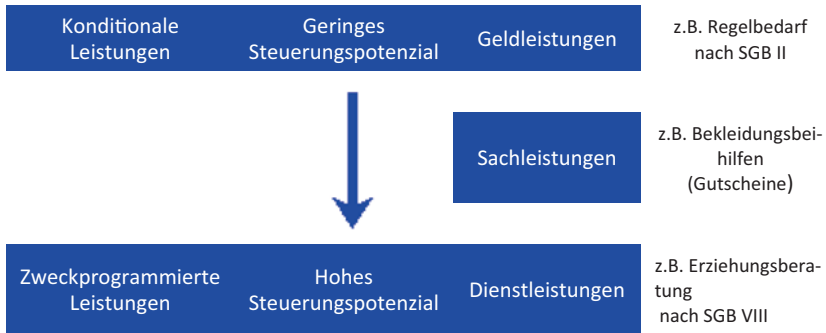 Konditionale
Leistungen
Geringes
Steuerungspotenzial
Geldleistungen
z.B. Regelbedarf
nach SGB II
Sachleistungen
z.B. Bekleidungsbei-
hilfen
(Gutscheine)
Zweckprogrammierte
Leistungen
Hohes
Steuerungspotenzial
Dienstleistungen
z.B. Erziehungsbera-
tung
nach SGB VIII